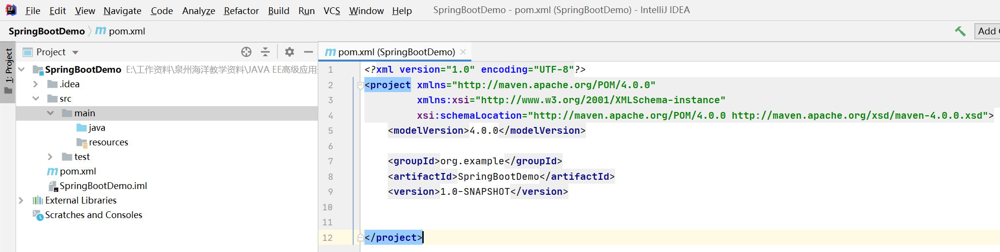 File Edit View Navigate Code Analyze Refactor Build Run VCS Window Help SpringBootDemo - pom.xml (SpringBootDemo) - IntelliJ IDEA
SpringBootDemo pom.xml Add
1: Project
Project
SpringBootDemo E:\工作资料\泉州海洋教学资料\JAVA EE高级应用
.idea
src
main
java
resources
test
pom.xml
SpringBootDemo.iml
External Libraries
Scratches and Consoles
pom.xml (SpringBootDemo)
1 <?xml version="1.0" encoding="UTF-8"?>
2 <project xmlns="http://maven.apache.org/POM/4.0.0"
3 xmlns:xsi="http://www.w3.org/2001/XMLSchema-instance"
4 xsi:schemaLocation="http://maven.apache.org/POM/4.0.0 http://maven.apache.org/xsd/maven-4.0.0.xsd">
5 <modelVersion>4.0.0</modelVersion>
6
7 <groupId>org.example</groupId>
8 <artifactId>SpringBootDemo</artifactId>
9 <version>1.0-SNAPSHOT</version>
10
11
12 </project>